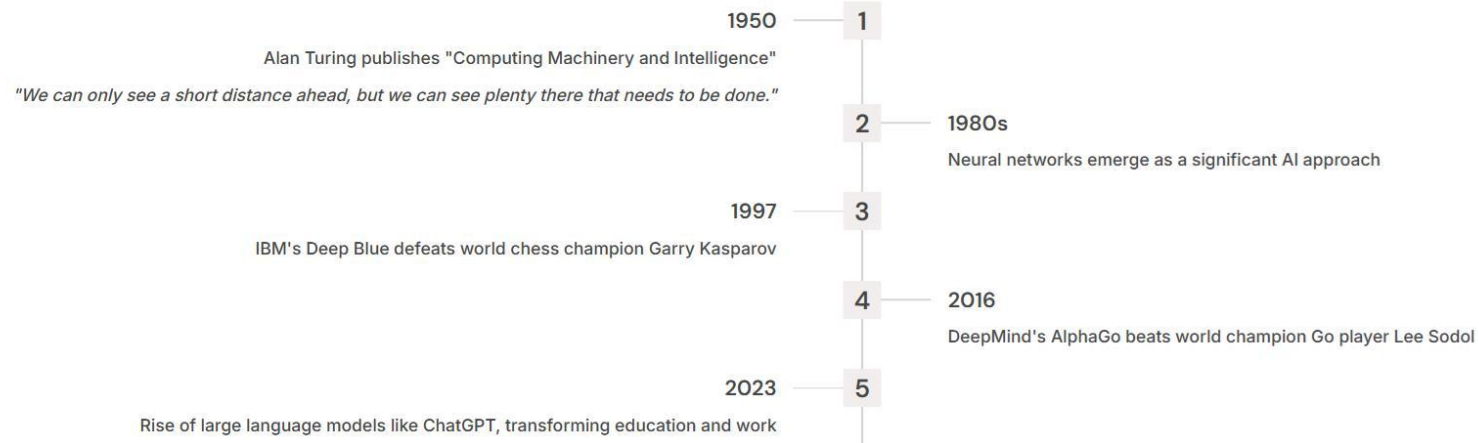 1950
1
Alan Turing publishes "Computing Machinery and Intelligence"
"We can only see a short distance ahead, but we can see plenty there that needs to be done."
2
1980s
Neural networks emerge as a significant AI approach
1997
3
IBM's Deep Blue defeats world chess champion Garry Kasparov
4
2016
DeepMind's AlphaGo beats world champion Go player Lee Sodol
2023
5
Rise of large language models like ChatGPT, transforming education and work